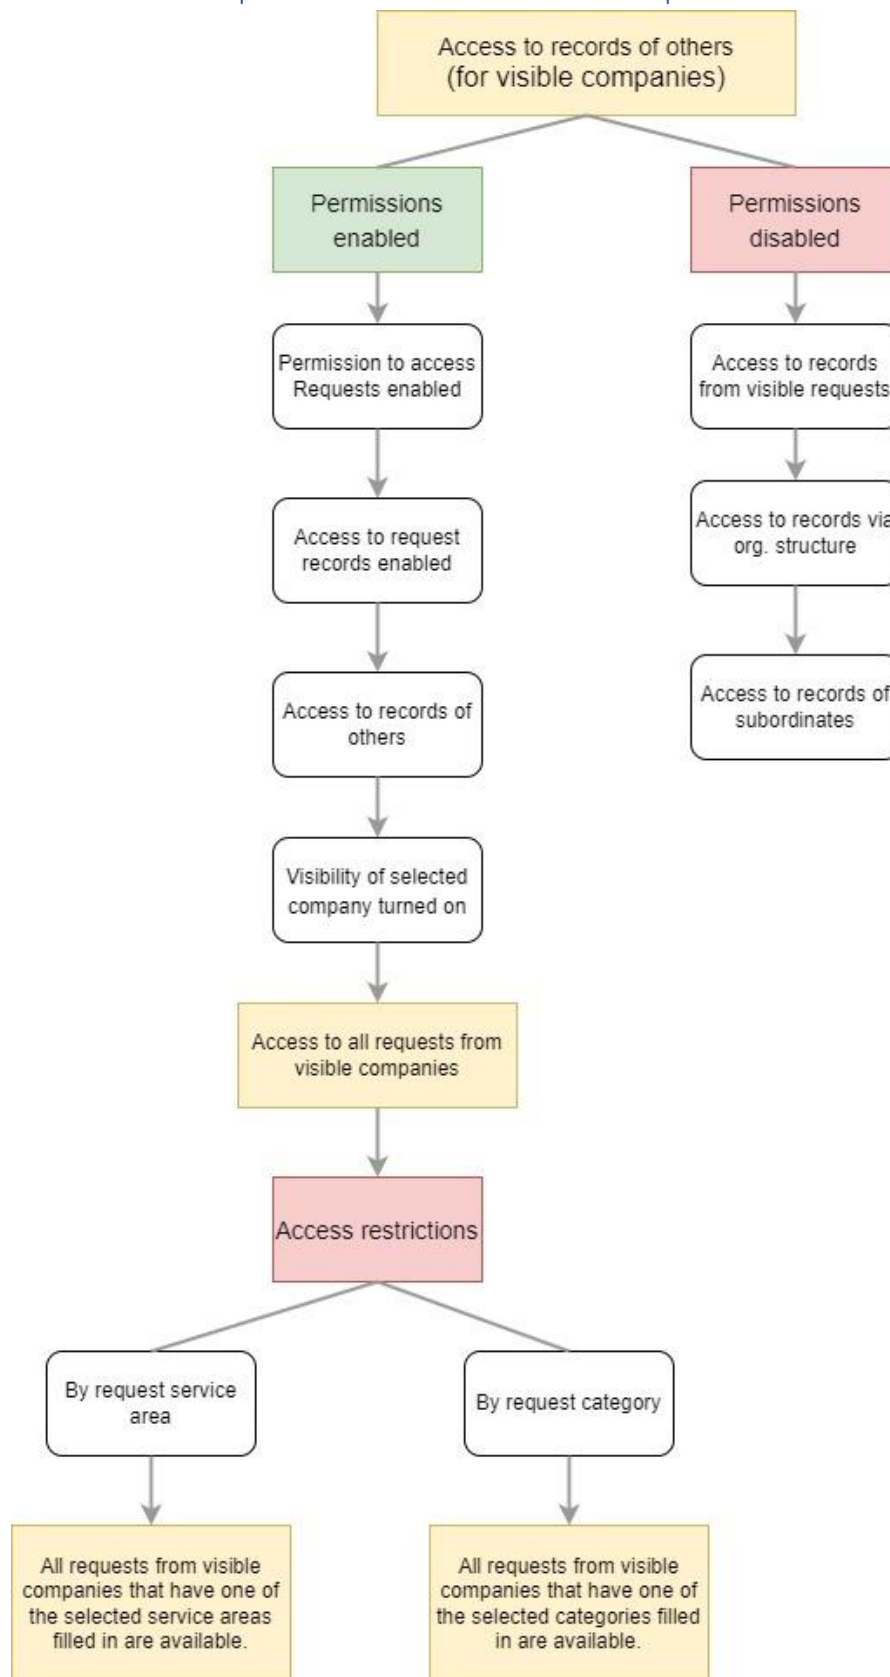 Access to records of others
(for visible companies)
Permissions
enabled
Permissions
disabled
Permission to access
Requests enabled
Access to records
from visible requests
Access to request
records enabled
Access to records via
org. structure
Access to records of
others
Access to records of
subordinates
Visibility of selected
company turned on
Access to all requests from
visible companies
Access restrictions
By request service
area
By request category
All requests from visible
companies that have one of
the selected service areas
filled in are available.
All requests from visible
companies that have one of
the selected categories filled
in are available.